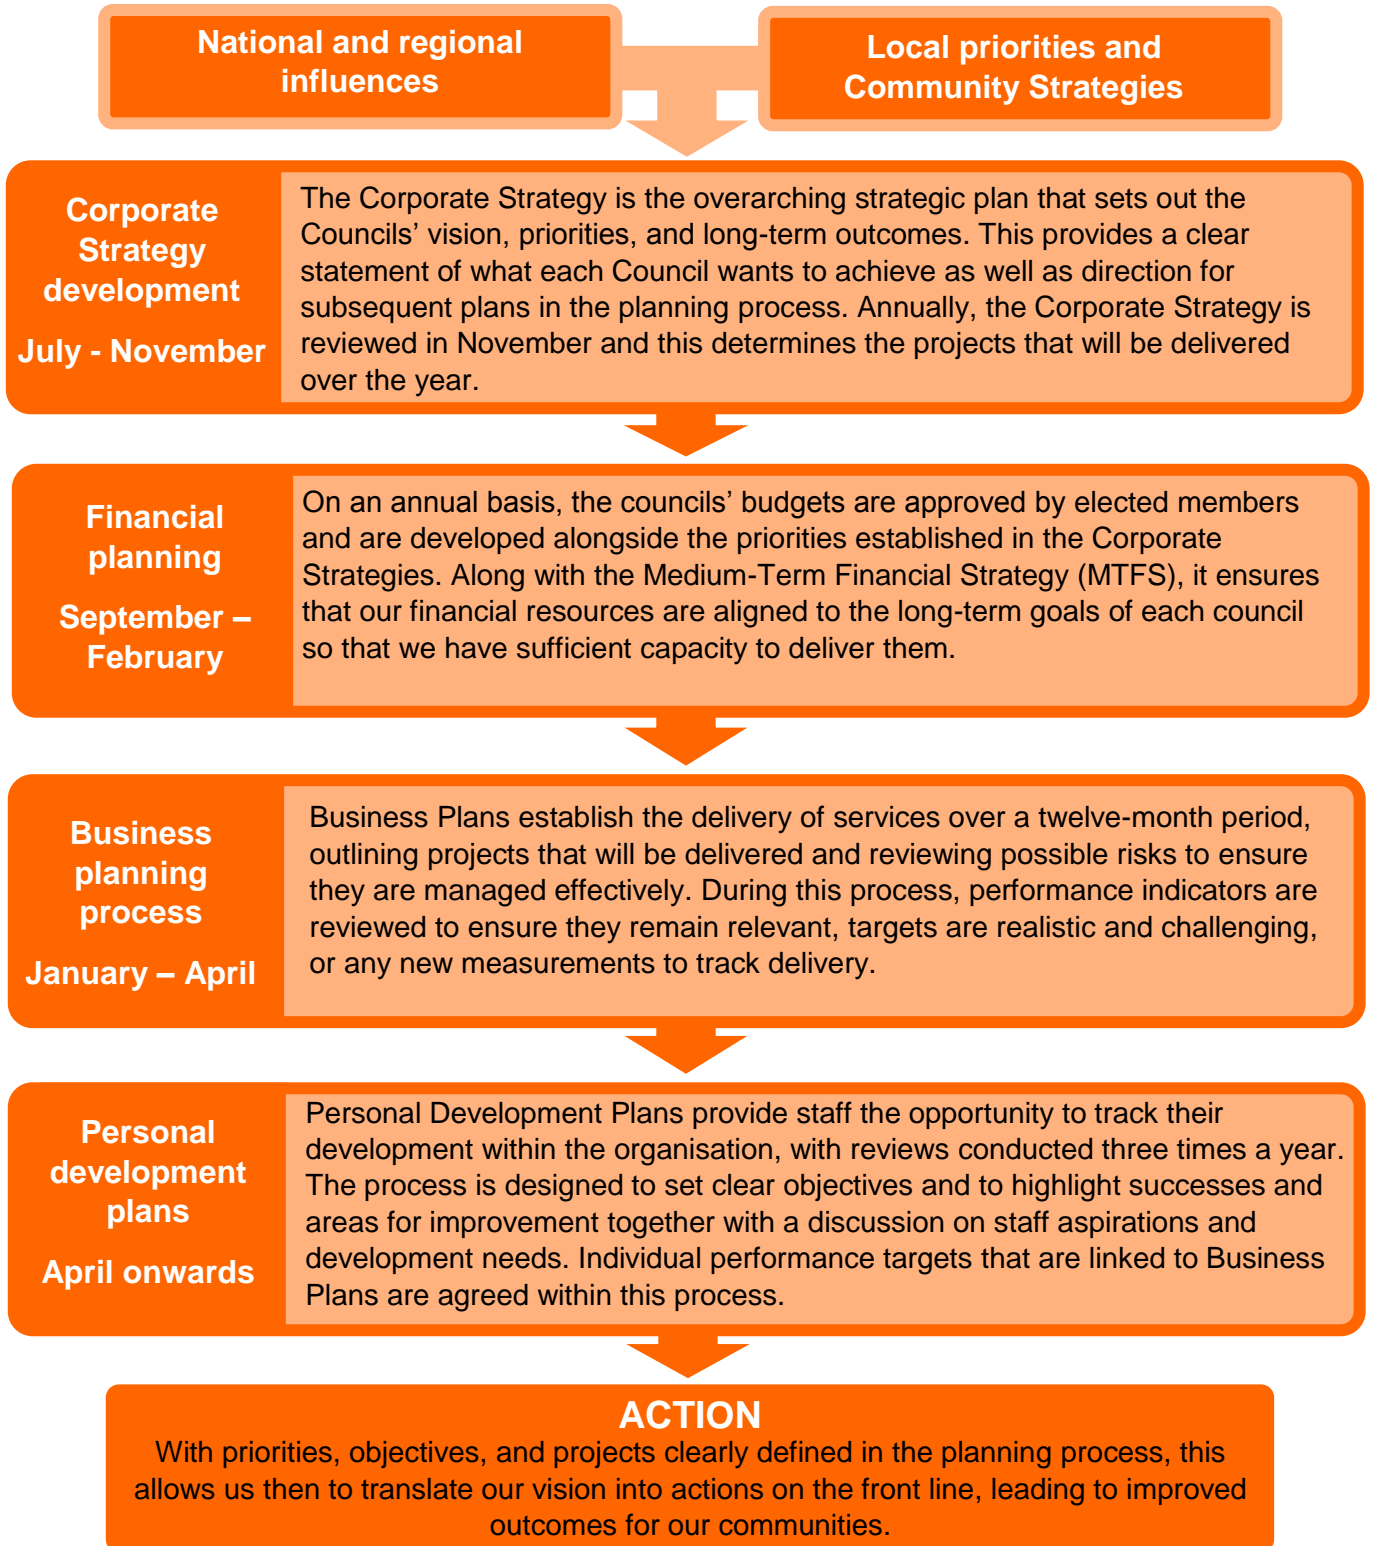 National and regional
influences
Local priorities and
Community Strategies
Corporate
Strategy
development
July - November
The Corporate Strategy is the overarching strategic plan that sets out the
Councils’ vision, priorities, and long-term outcomes. This provides a clear
statement of what each Council wants to achieve as well as direction for
subsequent plans in the planning process. Annually, the Corporate Strategy is
reviewed in November and this determines the projects that will be delivered
over the year.
Financial
planning
September –
February
On an annual basis, the councils’ budgets are approved by elected members
and are developed alongside the priorities established in the Corporate
Strategies. Along with the Medium-Term Financial Strategy (MTFS), it ensures
that our financial resources are aligned to the long-term goals of each council
so that we have sufficient capacity to deliver them.
Business
planning
process
January – April
Business Plans establish the delivery of services over a twelve-month period,
outlining projects that will be delivered and reviewing possible risks to ensure
they are managed effectively. During this process, performance indicators are
reviewed to ensure they remain relevant, targets are realistic and challenging,
or any new measurements to track delivery.
Personal
development
plans
April onwards
Personal Development Plans provide staff the opportunity to track their
development within the organisation, with reviews conducted three times a year.
The process is designed to set clear objectives and to highlight successes and
areas for improvement together with a discussion on staff aspirations and
development needs. Individual performance targets that are linked to Business
Plans are agreed within this process.
ACTION
With priorities, objectives, and projects clearly defined in the planning process, this
allows us then to translate our vision into actions on the front line, leading to improved
outcomes for our communities.